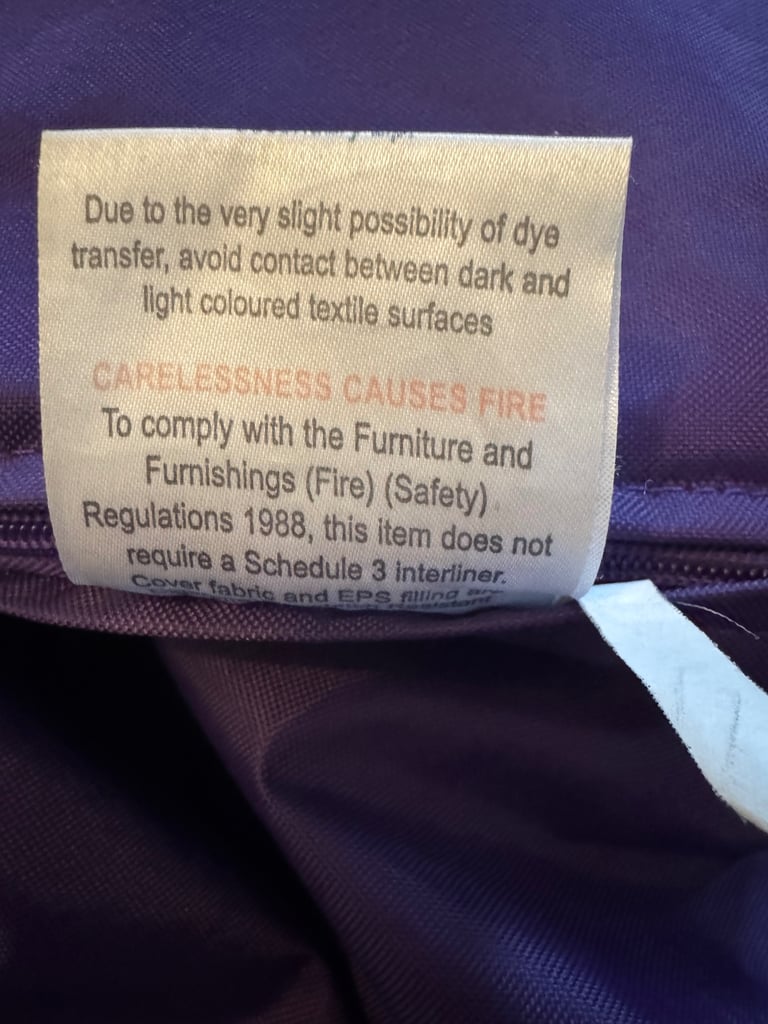 Due to the very slight possibility of dye
transfer, avoid contact between dark and
light coloured textile surfaces
CARELESSNESS CAUSES FIRE
To comply with the Furniture and
Furnishings (Fire) (Safety)
Regulations 1988, this item does not
require a Schedule 3 interliner.
Cover fabric and EPS filling are
Resistant